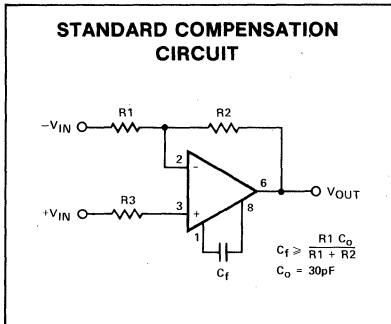 STANDARD COMPENSATION
CIRCUIT
R1
R2
−VIN
2
−
6
VOUT
+VIN
R3
3
+
1
8
Cf
Cf ≥ R1 Co
R1 + R2
Co = 30pF